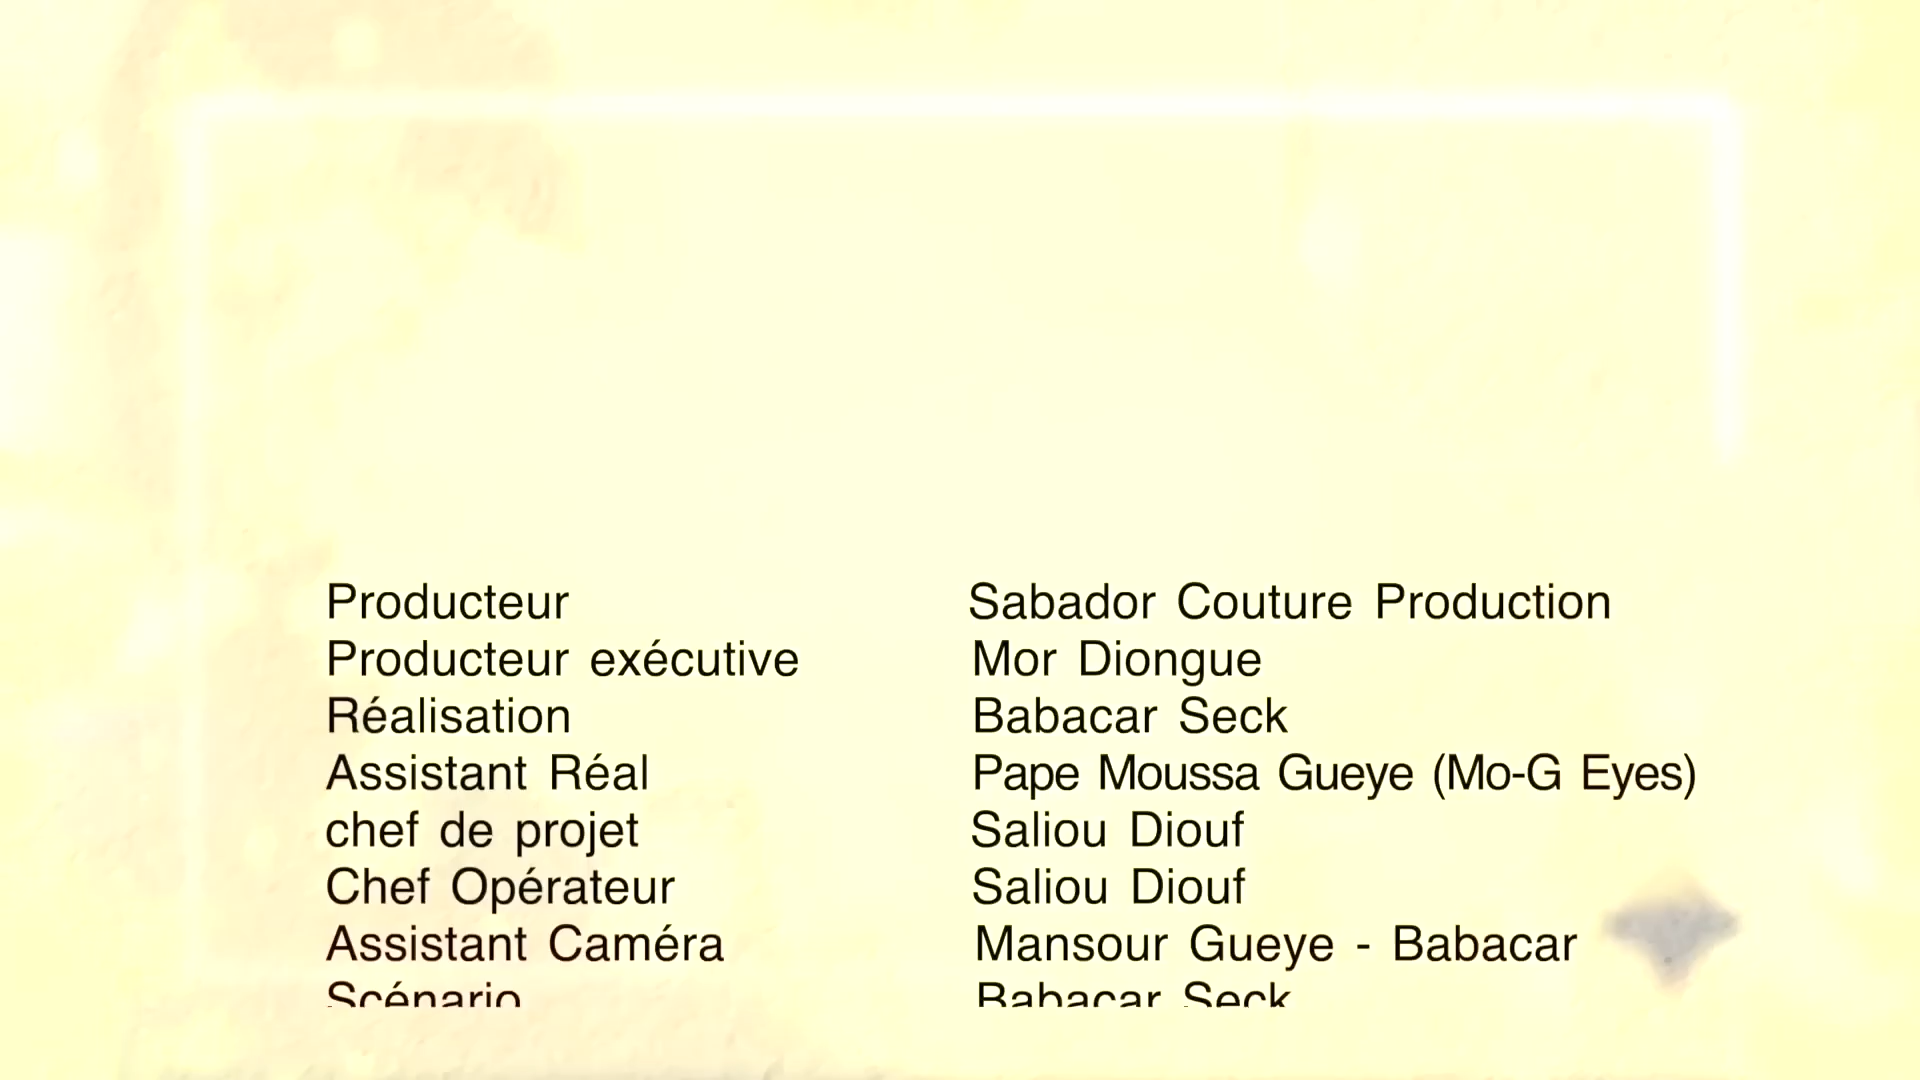 Producteur Sabador Couture Production
Producteur exécutive Mor Diongue
Réalisation Babacar Seck
Assistant Réal Pape Moussa Gueye (Mo-G Eyes)
chef de projet Saliou Diouf
Chef Opérateur Saliou Diouf
Assistant Caméra Mansour Gueye - Babacar
Scénario Babacar Seck